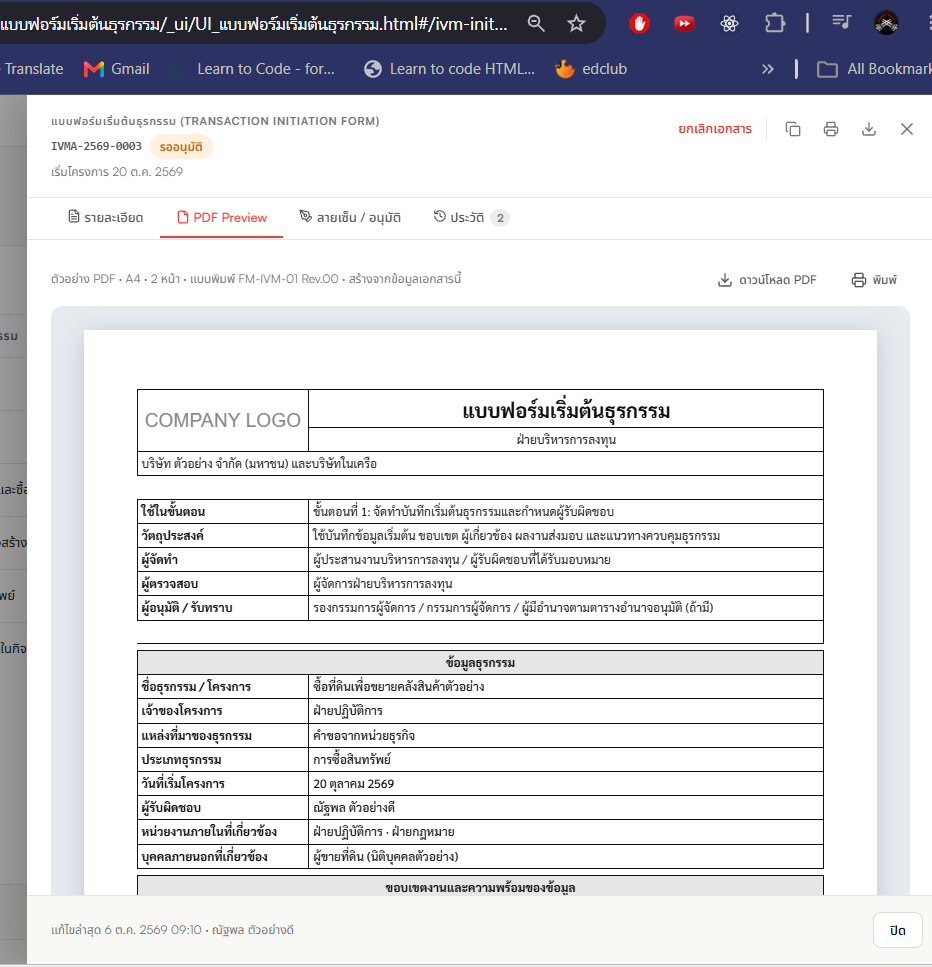 แบบฟอร์มเริ่มต้นธุรกรรม/_ui/UI_แบบฟอร์มเริ่มต้นธุรกรรม.html#/ivm-init...
Translate Gmail Learn to Code - for... Learn to code HTML... edclub » All Bookmark
แบบฟอร์มเริ่มต้นธุรกรรม (TRANSACTION INITIATION FORM)
ยกเลิกเอกสาร
IVMA-2569-0003 รออนุมัติ
เริ่มโครงการ 20 ต.ค. 2569
รายละเอียด PDF Preview ลายเซ็น / อนุมัติ ประวัติ 2
ตัวอย่าง PDF • A4 • 2 หน้า • แบบพิมพ์ FM-IVM-01 Rev.00 • สร้างจากข้อมูลเอกสารนี้ ดาวน์โหลด PDF พิมพ์
COMPANY LOGO แบบฟอร์มเริ่มต้นธุรกรรม
ฝ่ายบริหารการลงทุน
บริษัท ตัวอย่าง จำกัด (มหาชน) และบริษัทในเครือ
ใช้ในขั้นตอน ขั้นตอนที่ 1: จัดทำบันทึกเริ่มต้นธุรกรรมและกำหนดผู้รับผิดชอบ
วัตถุประสงค์ ใช้บันทึกข้อมูลเริ่มต้น ขอบเขต ผู้เกี่ยวข้อง ผลงานส่งมอบ และแนวทางควบคุมธุรกรรม
ผู้จัดทำ ผู้ประสานงานบริหารการลงทุน / ผู้รับผิดชอบที่ได้รับมอบหมาย
ผู้ตรวจสอบ ผู้จัดการฝ่ายบริหารการลงทุน
ผู้อนุมัติ / รับทราบ รองกรรมการผู้จัดการ / กรรมการผู้จัดการ / ผู้มีอำนาจตามตารางอำนาจอนุมัติ (ถ้ามี)
ข้อมูลธุรกรรม
ชื่อธุรกรรม / โครงการ ซื้อที่ดินเพื่อขยายคลังสินค้าตัวอย่าง
เจ้าของโครงการ ฝ่ายปฏิบัติการ
แหล่งที่มาของธุรกรรม คำขอจากหน่วยธุรกิจ
ประเภทธุรกรรม การซื้อสินทรัพย์
วันที่เริ่มโครงการ 20 ตุลาคม 2569
ผู้รับผิดชอบ ณัฐพล ตัวอย่างดี
หน่วยงานภายในที่เกี่ยวข้อง ฝ่ายปฏิบัติการ · ฝ่ายกฎหมาย
บุคคลภายนอกที่เกี่ยวข้อง ผู้ขายที่ดิน (นิติบุคคลตัวอย่าง)
ขอบเขตงานและความพร้อมของข้อมูล
แก้ไขล่าสุด 6 ต.ค. 2569 09:10 • ณัฐพล ตัวอย่างดี ปิด